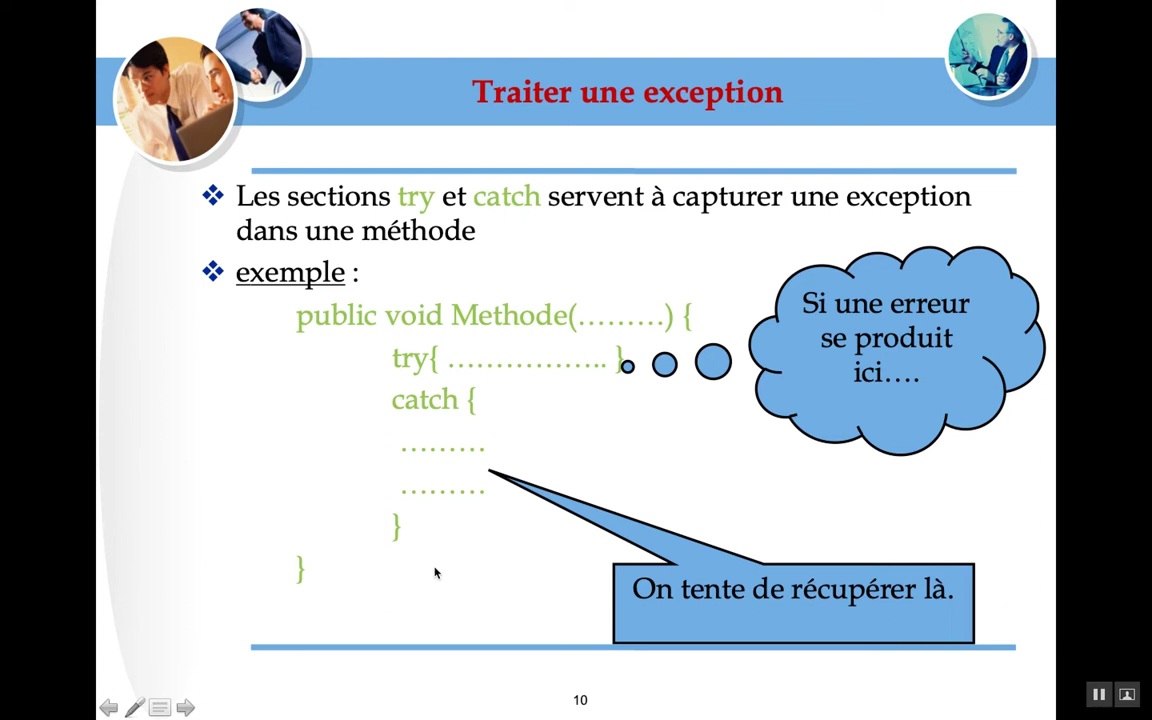 Traiter une exception
Les sections try et catch servent à capturer une exception
dans une méthode
exemple :
public void Methode(………) {
try{ …………….. }
catch {
………
………
}
}
Si une erreur
se produit
ici….
On tente de récupérer là.
10